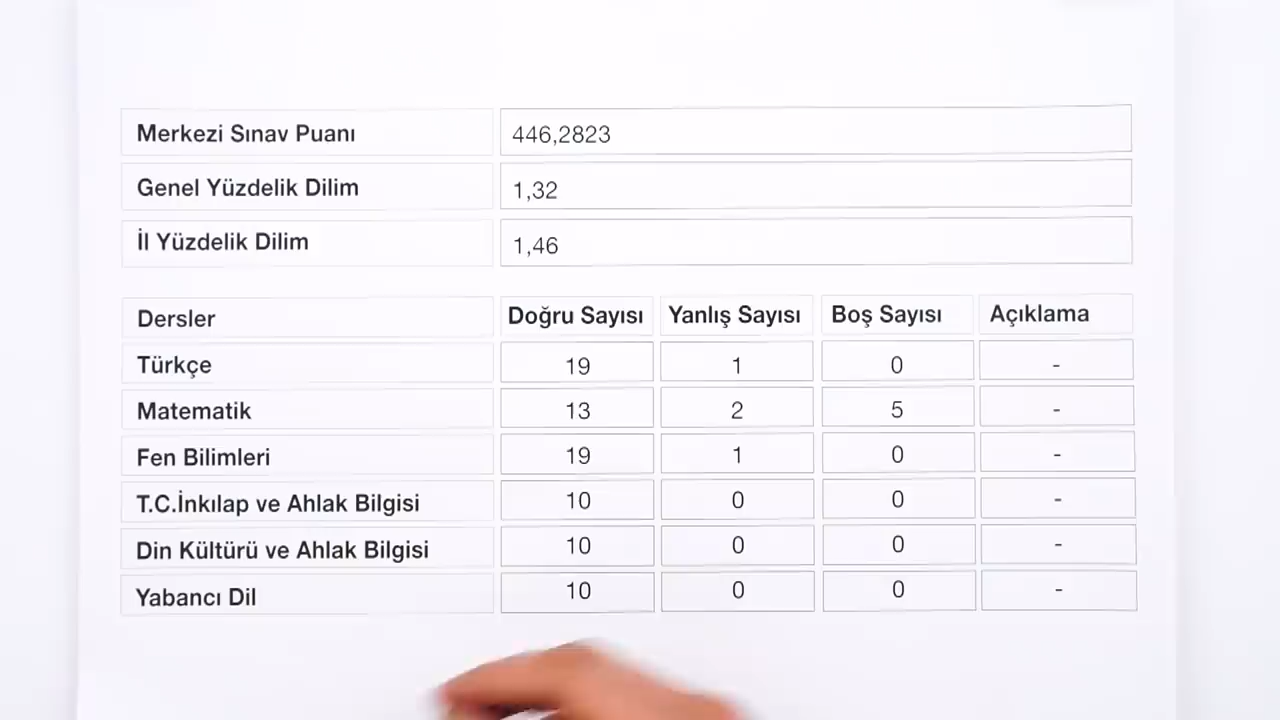 Merkezi Sınav Puanı 446,2823
Genel Yüzdelik Dilim 1,32
İl Yüzdelik Dilim 1,46
Dersler Doğru Sayısı Yanlış Sayısı Boş Sayısı Açıklama
Türkçe 19 1 0 -
Matematik 13 2 5 -
Fen Bilimleri 19 1 0 -
T.C.İnkılap ve Ahlak Bilgisi 10 0 0 -
Din Kültürü ve Ahlak Bilgisi 10 0 0 -
Yabancı Dil 10 0 0 -